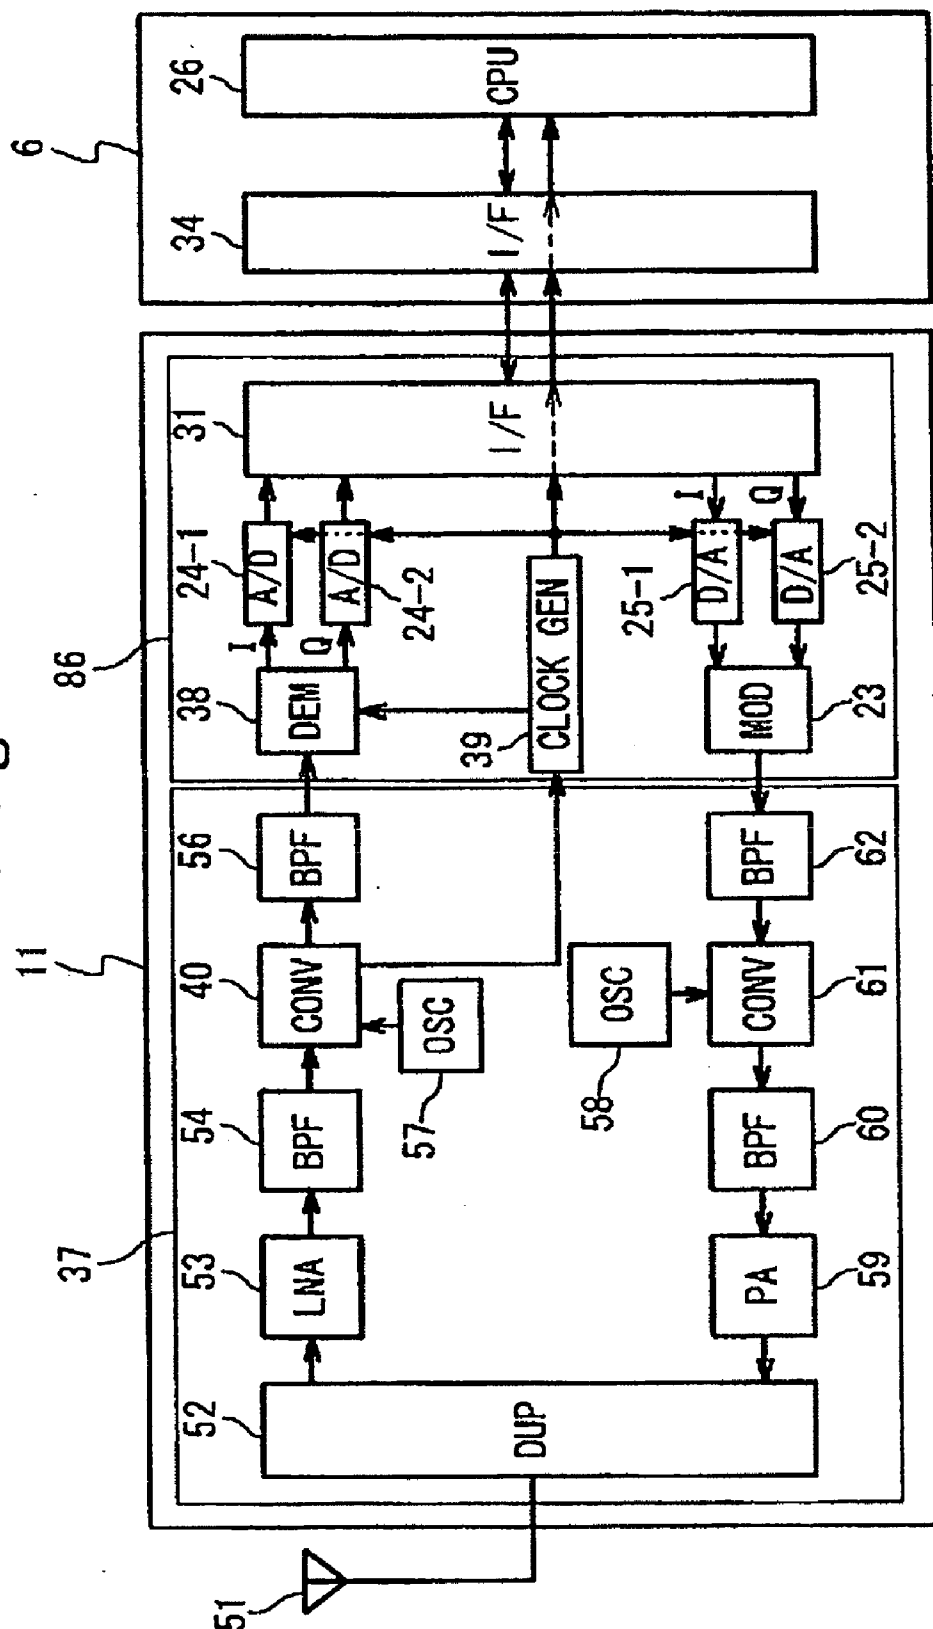 11
6
37
86
51
52
DUP
53
LNA
54
BPF
40
CONV
56
BPF
38
DEM
I
Q
24-1
A/D
A/D
24-2
31
I/F
34
I/F
26
CPU
57
OSC
39
CLOCK GEN
58
OSC
59
PA
60
BPF
61
CONV
62
BPF
23
MOD
25-1
D/A
D/A
25-2
I
Q